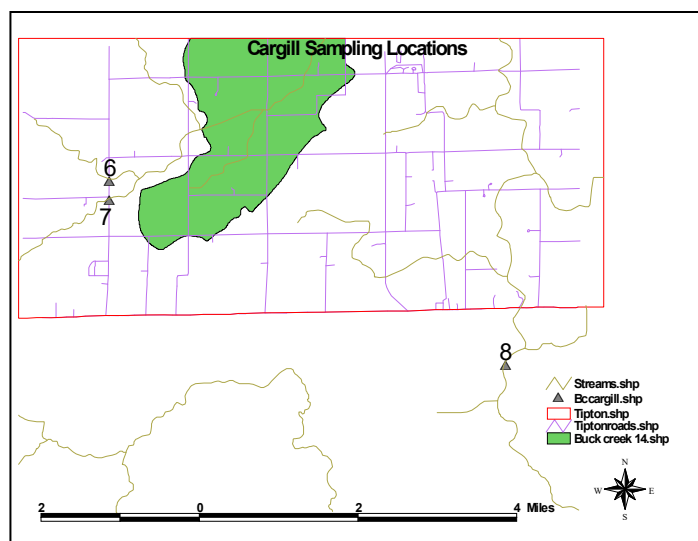 Cargill Sampling Locations
6
7
8
Streams.shp
Bccargill.shp
Tipton.shp
Tiptonroads.shp
Buck creek 14.shp
N
W E
S
2 0 2 4 Miles